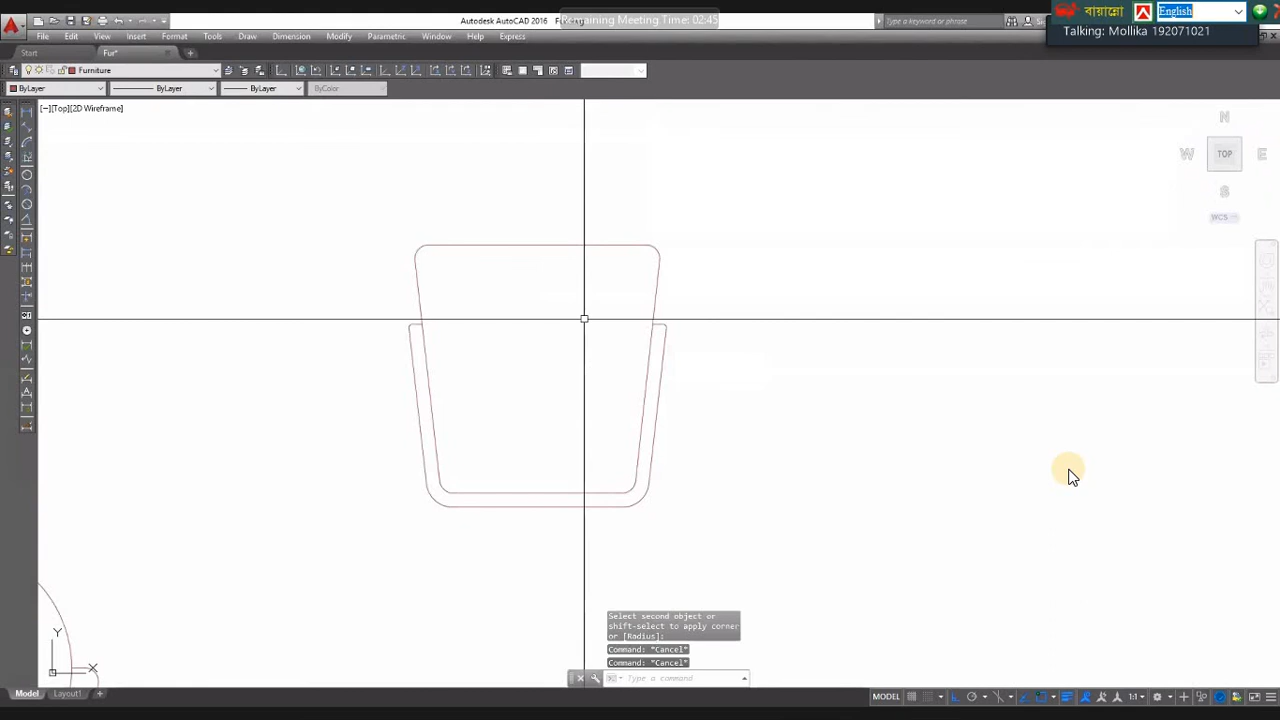 Autodesk AutoCAD 2016
Remaining Meeting Time: 02:45
Type a keyword or phrase
বায়ান্নো
English
Talking: Mollika 192071021
File Edit View Insert Format Tools Draw Dimension Modify Parametric Window Help Express
Start Fur*
Furniture
ByLayer ByLayer ByLayer ByColor
[−][Top][2D Wireframe]
N
W TOP E
S
WCS
Select second object or
shift-select to apply corner
or [Radius]:
Command: *Cancel*
Command: *Cancel*
Type a command
Y
X
Model Layout1 +
MODEL 1:1